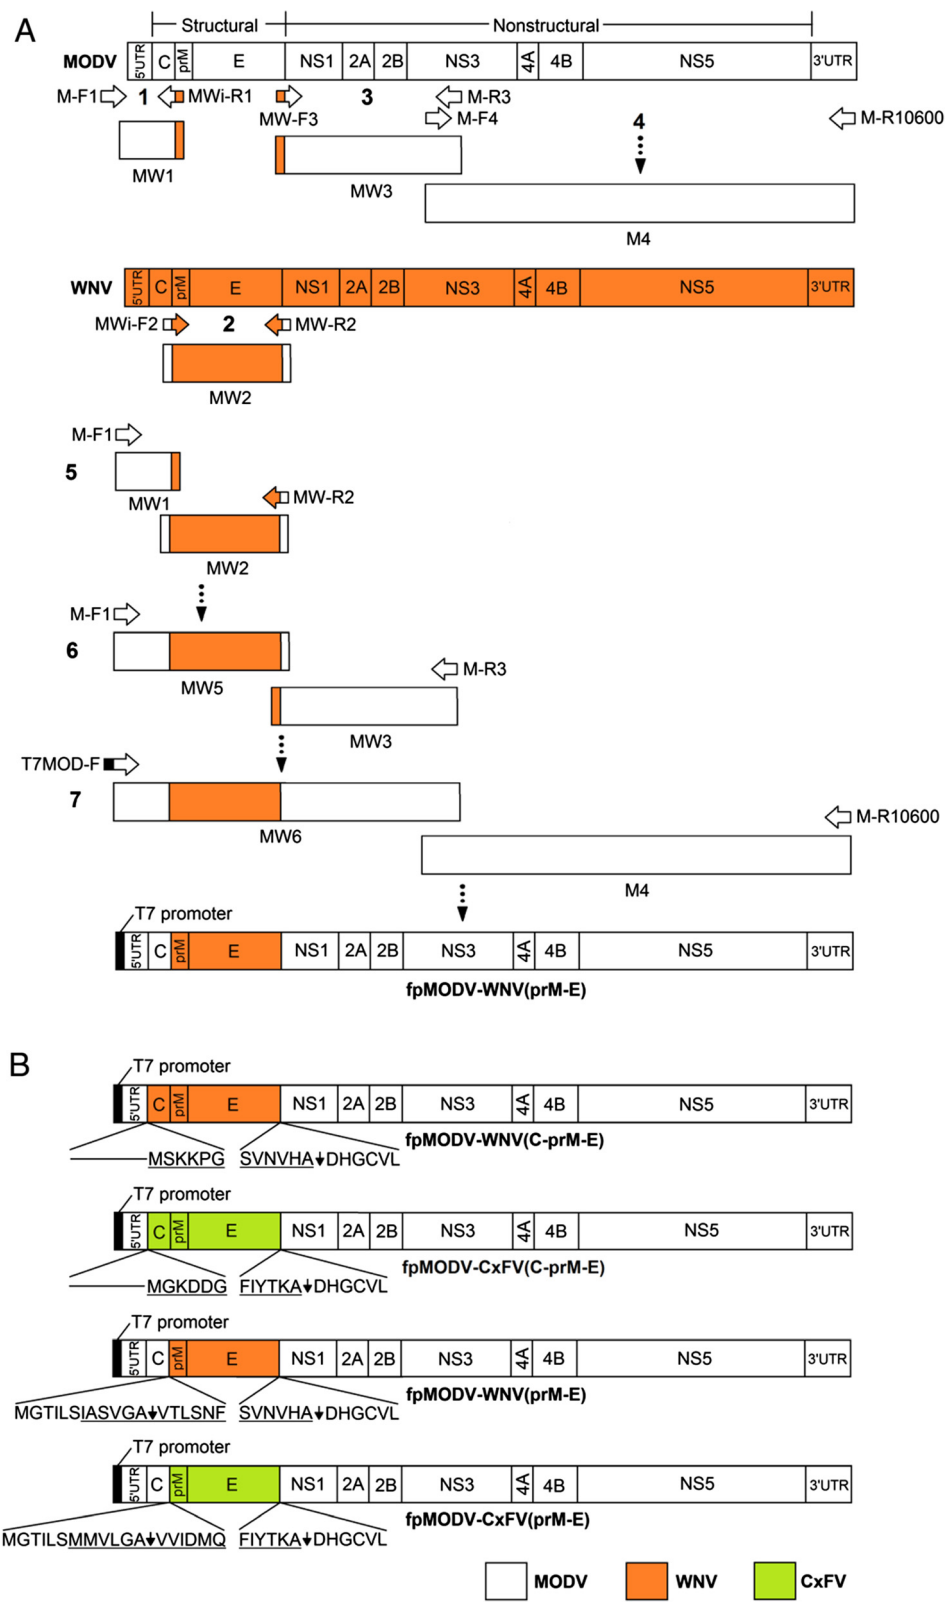 A
Structural
Nonstructural
MODV 5'UTR C prM E NS1 2A 2B NS3 4A 4B NS5 3'UTR
M-F1 1 MWi-R1 3 M-R3
MW-F3 M-F4 4 M-R10600
MW1
MW3
M4
WNV 5'UTR C prM E NS1 2A 2B NS3 4A 4B NS5 3'UTR
MWi-F2 2 MW-R2
MW2
M-F1
5
MW1
MW-R2
MW2
M-F1
6
M-R3
MW5
MW3
T7MOD-F
7
M-R10600
MW6
M4
T7 promoter
5'UTR C prM E NS1 2A 2B NS3 4A 4B NS5 3'UTR
fpMODV-WNV(prM-E)
B
T7 promoter
5'UTR C prM E NS1 2A 2B NS3 4A 4B NS5 3'UTR
fpMODV-WNV(C-prM-E)
MSKKPG SVNVHA DHGCVL
T7 promoter
5'UTR C prM E NS1 2A 2B NS3 4A 4B NS5 3'UTR
fpMODV-CxFV(C-prM-E)
MGKDDG FIYTKA DHGCVL
T7 promoter
5'UTR C prM E NS1 2A 2B NS3 4A 4B NS5 3'UTR
fpMODV-WNV(prM-E)
MGTILSIASVGA VTLSNF SVNVHA DHGCVL
T7 promoter
5'UTR C prM E NS1 2A 2B NS3 4A 4B NS5 3'UTR
fpMODV-CxFV(prM-E)
MGTILSMMVLGA VVIDMQ FIYTKA DHGCVL
MODV WNV CxFV